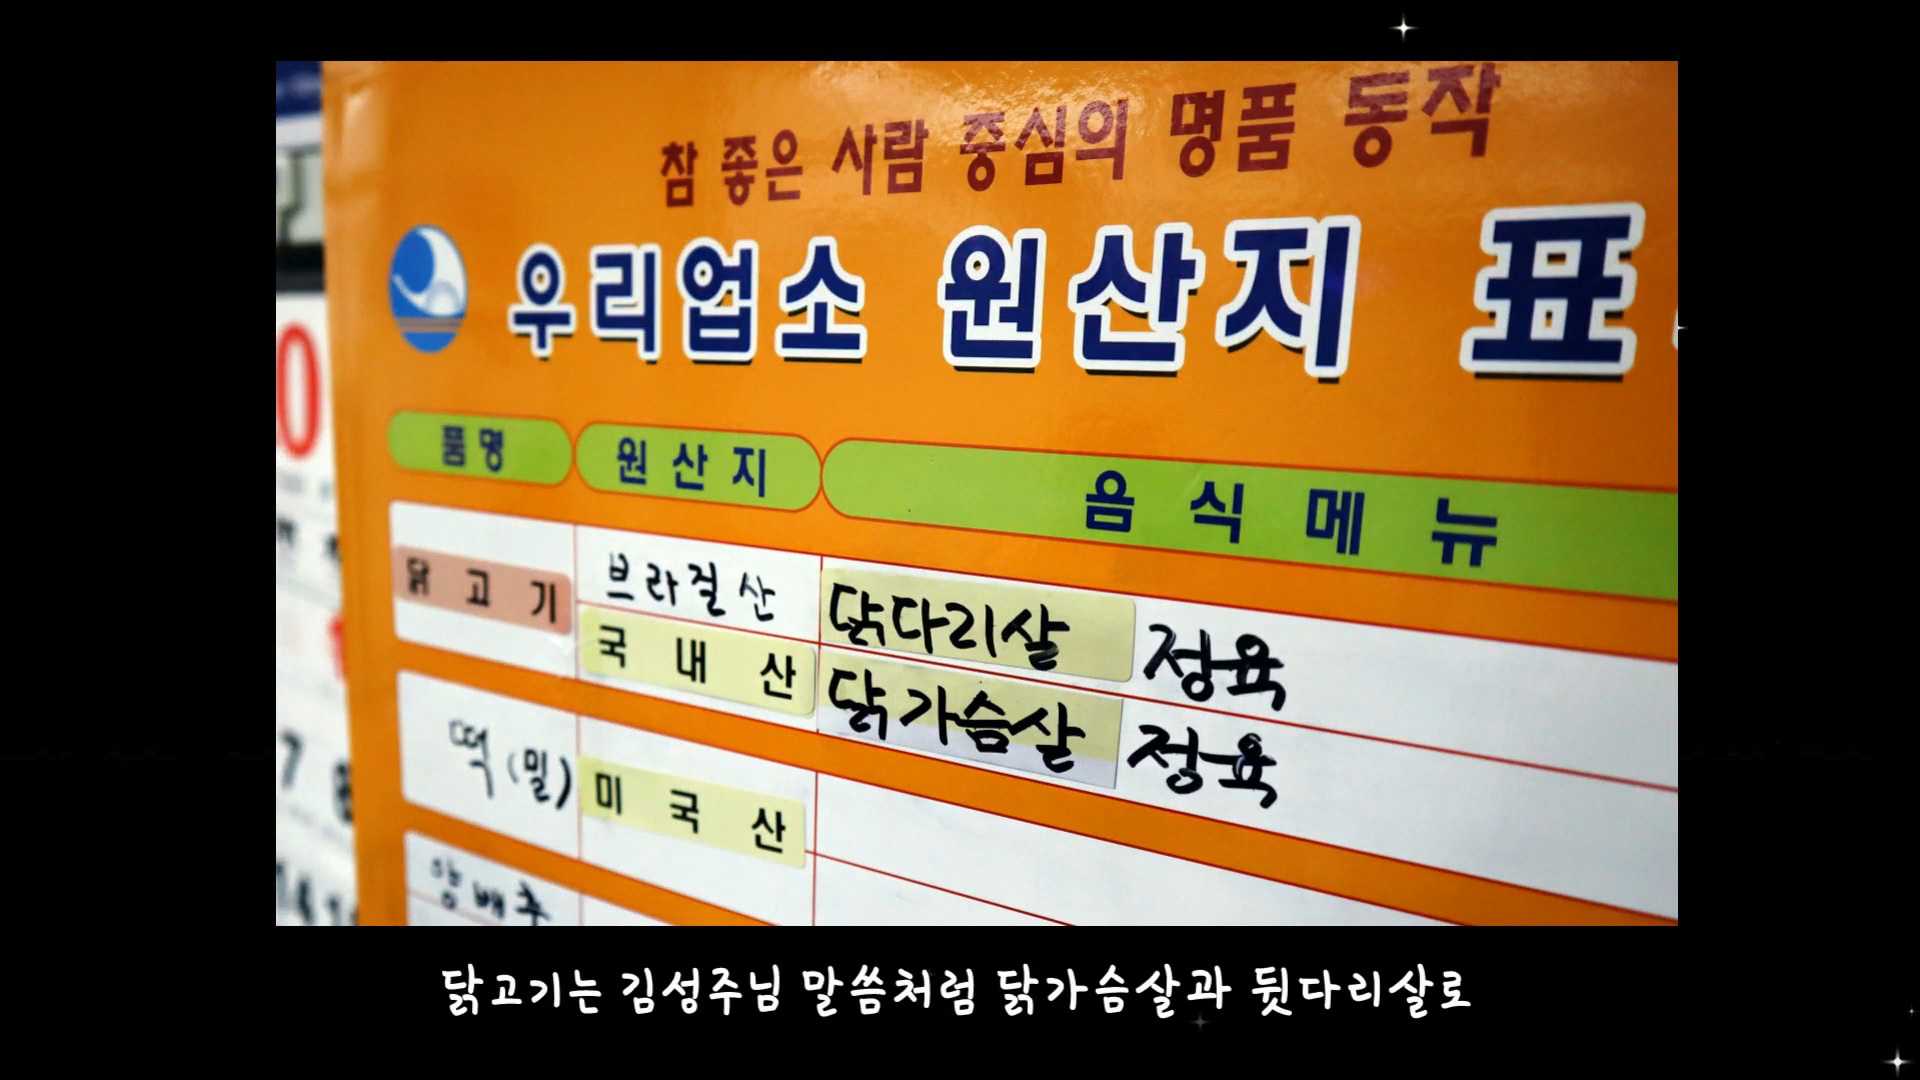 참 좋은 사람 중심의 명품 동작
우리업소 원산지 표
품명 원산지 음식메뉴
닭고기 브라질산 닭다리살 정육
국내산 닭가슴살 정육
떡(밀) 미국산
양배추
닭고기는 김성주님 말씀처럼 닭가슴살과 뒷다리살로